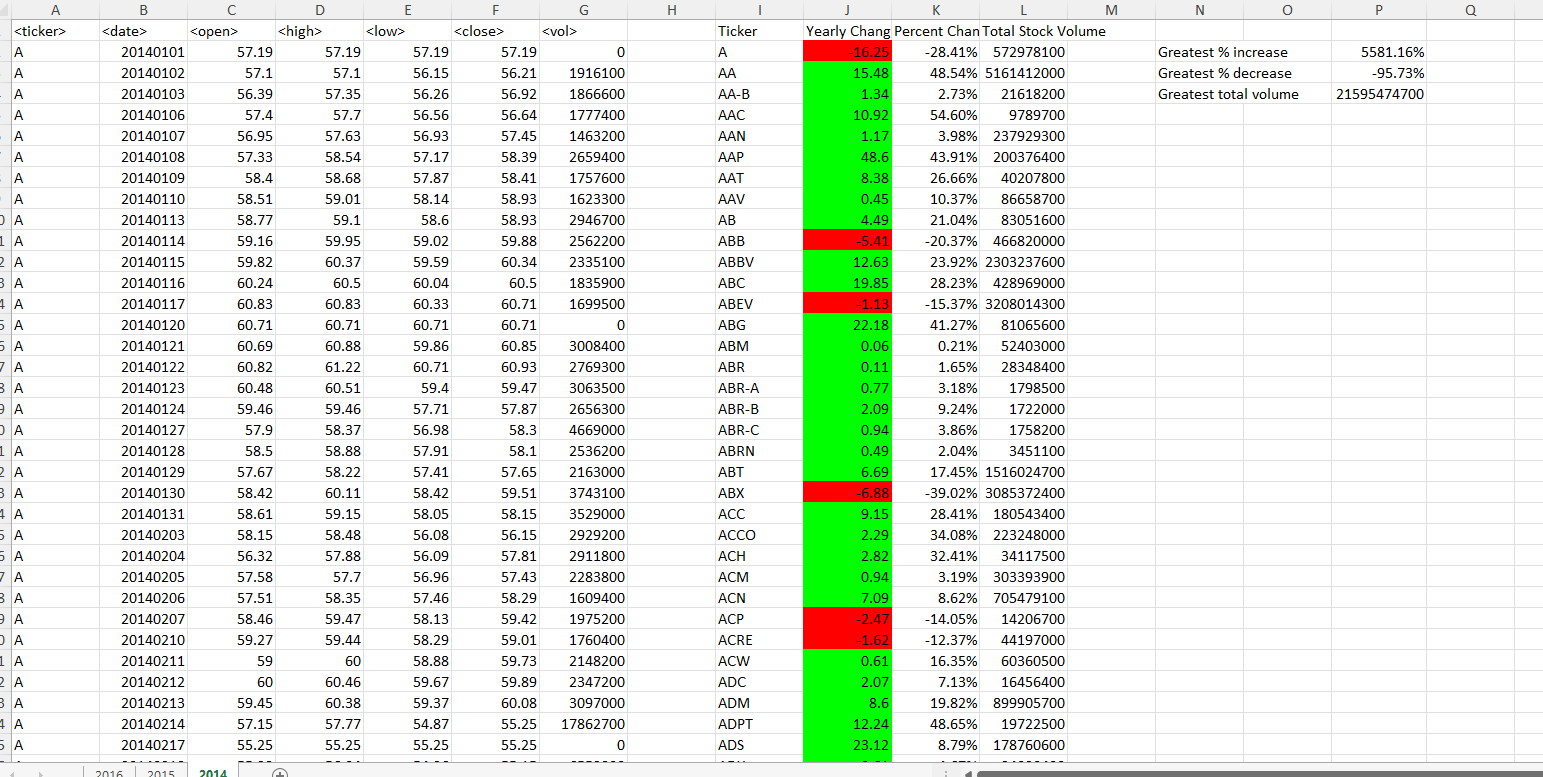 A B C D E F G H I J K L M N O P Q
<ticker> <date> <open> <high> <low> <close> <vol> Ticker Yearly Chang Percent Chan Total Stock Volume
A 20140101 57.19 57.19 57.19 57.19 0 A -16.25 -28.41% 572978100 Greatest % increase 5581.16%
A 20140102 57.1 57.1 56.15 56.21 1916100 AA 15.48 48.54% 5161412000 Greatest % decrease -95.73%
A 20140103 56.39 57.35 56.26 56.92 1866600 AA-B 1.34 2.73% 21618200 Greatest total volume 21595474700
A 20140106 57.4 57.7 56.56 56.64 1777400 AAC 10.92 54.60% 9789700
A 20140107 56.95 57.63 56.93 57.45 1463200 AAN 1.17 3.98% 237929300
A 20140108 57.33 58.54 57.17 58.39 2659400 AAP 48.6 43.91% 200376400
A 20140109 58.4 58.68 57.87 58.41 1757600 AAT 8.38 26.66% 40207800
A 20140110 58.51 59.01 58.14 58.93 1623300 AAV 0.45 10.37% 86658700
A 20140113 58.77 59.1 58.6 58.93 2946700 AB 4.49 21.04% 83051600
A 20140114 59.16 59.95 59.02 59.88 2562200 ABB -5.41 -20.37% 466820000
A 20140115 59.82 60.37 59.59 60.34 2335100 ABBV 12.63 23.92% 2303237600
A 20140116 60.24 60.5 60.04 60.5 1835900 ABC 19.85 28.23% 428969000
A 20140117 60.83 60.83 60.33 60.71 1699500 ABEV -1.13 -15.37% 3208014300
A 20140120 60.71 60.71 60.71 60.71 0 ABG 22.18 41.27% 81065600
A 20140121 60.69 60.88 59.86 60.85 3008400 ABM 0.06 0.21% 52403000
A 20140122 60.82 61.22 60.71 60.93 2769300 ABR 0.11 1.65% 28348400
A 20140123 60.48 60.51 59.4 59.47 3063500 ABR-A 0.77 3.18% 1798500
A 20140124 59.46 59.46 57.71 57.87 2656300 ABR-B 2.09 9.24% 1722000
A 20140127 57.9 58.37 56.98 58.3 4669000 ABR-C 0.94 3.86% 1758200
A 20140128 58.5 58.88 57.91 58.1 2536200 ABRN 0.49 2.04% 3451100
A 20140129 57.67 58.22 57.41 57.65 2163000 ABT 6.69 17.45% 1516024700
A 20140130 58.42 60.11 58.42 59.51 3743100 ABX -6.88 -39.02% 3085372400
A 20140131 58.61 59.15 58.05 58.15 3529000 ACC 9.15 28.41% 180543400
A 20140203 58.15 58.48 56.08 56.15 2929200 ACCO 2.29 34.08% 223248000
A 20140204 56.32 57.88 56.09 57.81 2911800 ACH 2.82 32.41% 34117500
A 20140205 57.58 57.7 56.96 57.43 2283800 ACM 0.94 3.19% 303393900
A 20140206 57.51 58.35 57.46 58.29 1609400 ACN 7.09 8.62% 705479100
A 20140207 58.46 59.47 58.13 59.42 1975200 ACP -2.47 -14.05% 14206700
A 20140210 59.27 59.44 58.29 59.01 1760400 ACRE -1.62 -12.37% 44197000
A 20140211 59 60 58.88 59.73 2148200 ACW 0.61 16.35% 60360500
A 20140212 60 60.46 59.67 59.89 2347200 ADC 2.07 7.13% 16456400
A 20140213 59.45 60.38 59.37 60.08 3097000 ADM 8.6 19.82% 899905700
A 20140214 57.15 57.77 54.87 55.25 17862700 ADPT 12.24 48.65% 19722500
A 20140217 55.25 55.25 55.25 55.25 0 ADS 23.12 8.79% 178760600
2016 2015 2014